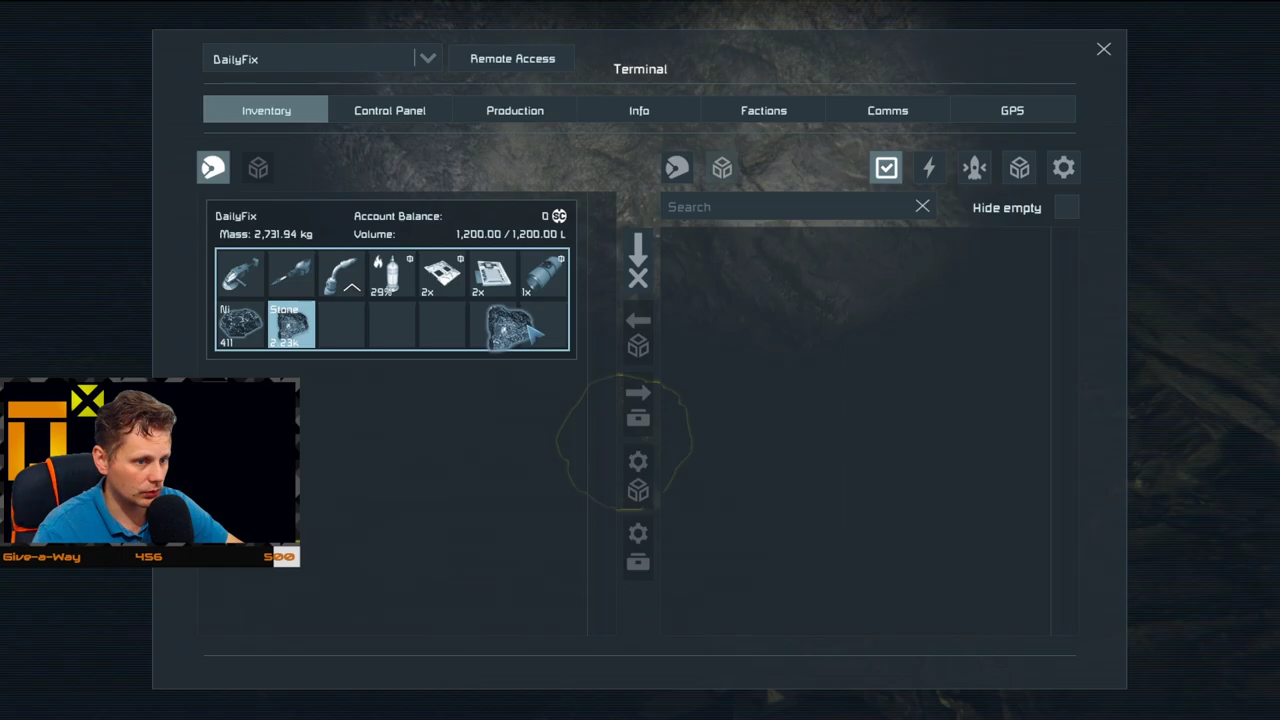 DailyFix
Remote Access
Terminal
Inventory
Control Panel
Production
Info
Factions
Comms
GPS
DailyFix
Account Balance:
0
Mass: 2,731.94 kg
Volume:
1,200.00 / 1,200.00 L
29%
2x
2x
1x
Ni
411
Stone
2.23k
Search
Hide empty
Give-a-Way
456
500